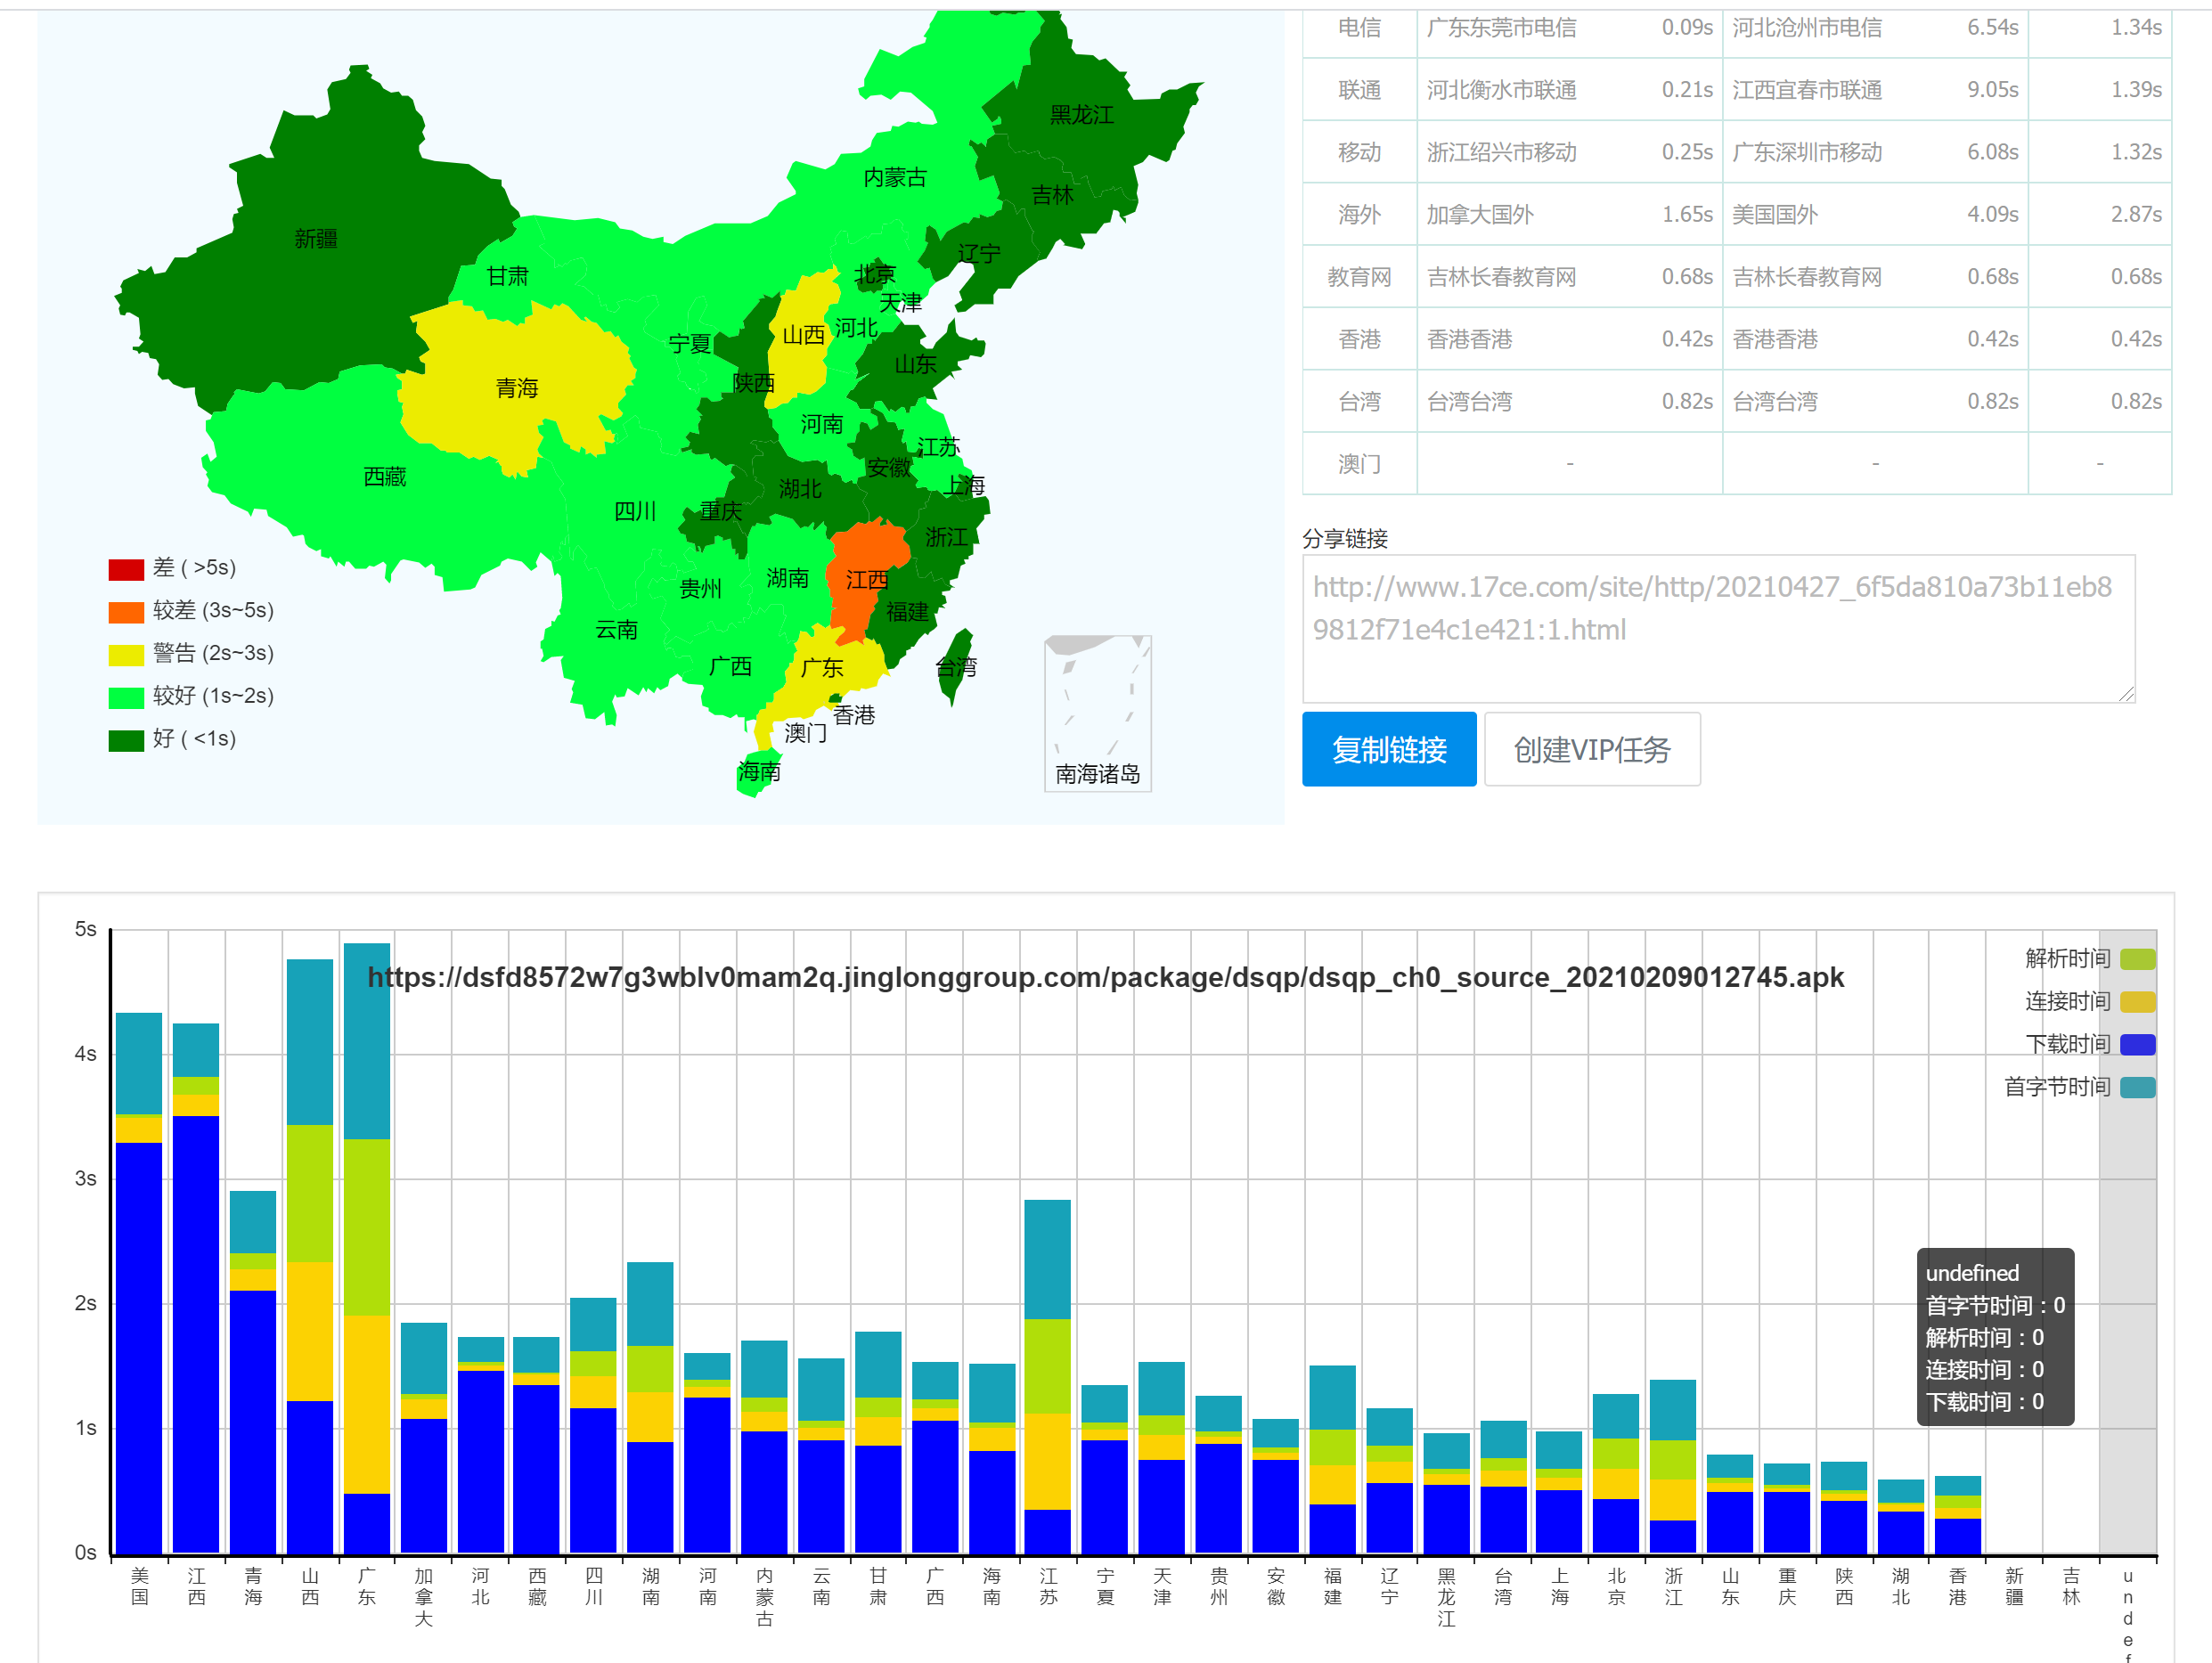 电信 广东东莞市电信 0.09s 河北沧州市电信 6.54s 1.34s
联通 河北衡水市联通 0.21s 江西宜春市联通 9.05s 1.39s
移动 浙江绍兴市移动 0.25s 广东深圳市移动 6.08s 1.32s
海外 加拿大国外 1.65s 美国国外 4.09s 2.87s
教育网 吉林长春教育网 0.68s 吉林长春教育网 0.68s 0.68s
香港 香港香港 0.42s 香港香港 0.42s 0.42s
台湾 台湾台湾 0.82s 台湾台湾 0.82s 0.82s
澳门 - - -
黑龙江
内蒙古
吉林
新疆
辽宁
甘肃
北京
天津
山西
河北
宁夏
山东
陕西
青海
河南
江苏
安徽
西藏
上海
湖北
四川
重庆
浙江
湖南
江西
贵州
福建
云南
广西
广东
台湾
香港
澳门
海南
南海诸岛
差 ( >5s)
较差 (3s~5s)
警告 (2s~3s)
较好 (1s~2s)
好 ( <1s)
分享链接
http://www.17ce.com/site/http/20210427_6f5da810a73b11eb8
9812f71e4c1e421:1.html
复制链接 创建VIP任务
https://dsfd8572w7g3wblv0mam2q.jinglonggroup.com/package/dsqp/dsqp_ch0_source_20210209012745.apk
解析时间
连接时间
下载时间
首字节时间
5s
4s
3s
2s
1s
0s
undefined
首字节时间：0
解析时间：0
连接时间：0
下载时间：0
美国 江西 青海 山西 广东 加拿大 河北 西藏 四川 湖南 河南 内蒙古 云南 甘肃 广西 海南 江苏 宁夏 天津 贵州 安徽 福建 辽宁 黑龙江 台湾 上海 北京 浙江 山东 重庆 陕西 湖北 香港 新疆 吉林 undef